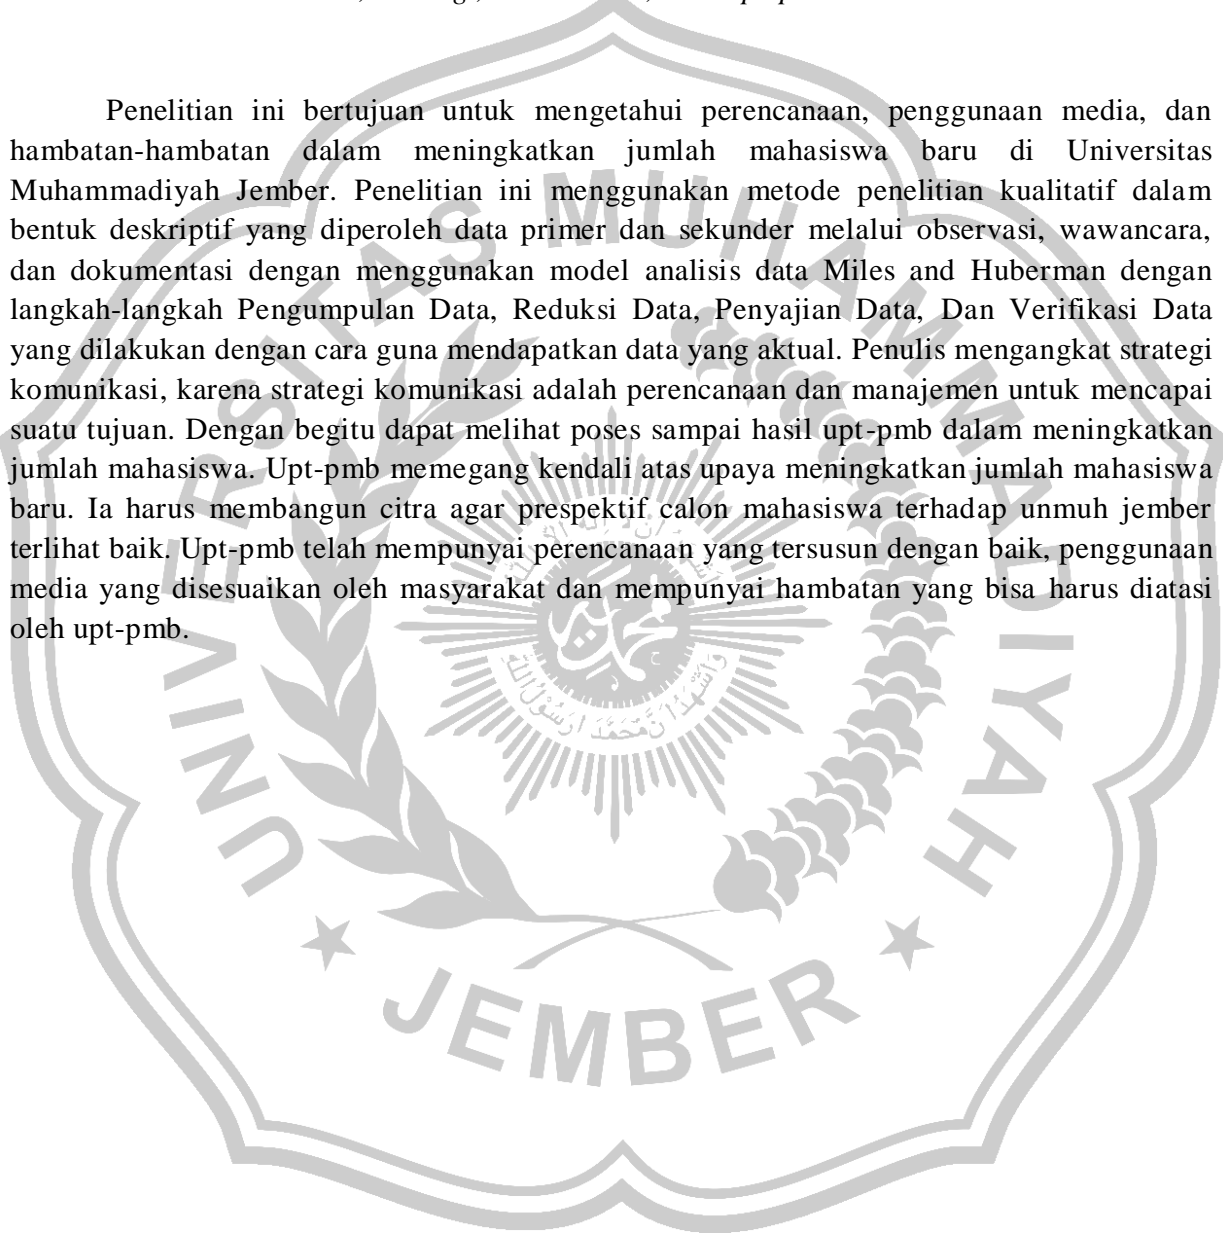 Penelitian ini bertujuan untuk mengetahui perencanaan, penggunaan media, dan
hambatan-hambatan dalam meningkatkan jumlah mahasiswa baru di Universitas
Muhammadiyah Jember. Penelitian ini menggunakan metode penelitian kualitatif dalam
bentuk deskriptif yang diperoleh data primer dan sekunder melalui observasi, wawancara,
dan dokumentasi dengan menggunakan model analisis data Miles and Huberman dengan
langkah-langkah Pengumpulan Data, Reduksi Data, Penyajian Data, Dan Verifikasi Data
yang dilakukan dengan cara guna mendapatkan data yang aktual. Penulis mengangkat strategi
komunikasi, karena strategi komunikasi adalah perencanaan dan manajemen untuk mencapai
suatu tujuan. Dengan begitu dapat melihat poses sampai hasil upt-pmb dalam meningkatkan
jumlah mahasiswa. Upt-pmb memegang kendali atas upaya meningkatkan jumlah mahasiswa
baru. Ia harus membangun citra agar prespektif calon mahasiswa terhadap unmuh jember
terlihat baik. Upt-pmb telah mempunyai perencanaan yang tersusun dengan baik, penggunaan
media yang disesuaikan oleh masyarakat dan mempunyai hambatan yang bisa harus diatasi
oleh upt-pmb.
UNIVERSITAS MUHAMMADIYAH
JEMBER